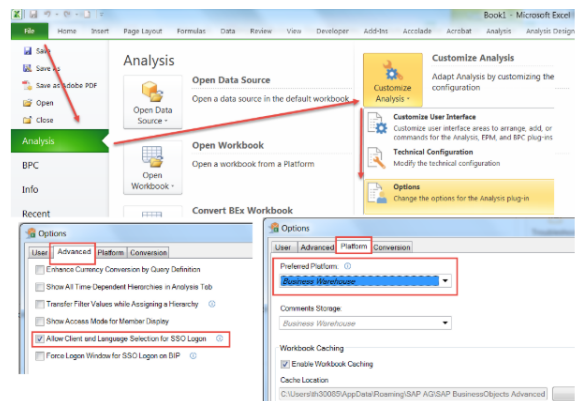 Book1 - Microsoft Excel
File Home Insert Page Layout Formulas Data Review View Developer Add-Ins Accolade Acrobat Analysis Analysis Design
Save
Save as
Save as Adobe PDF
Open
Close
Analysis
BPC
Info
Recent
Analysis
Open Data Source -
Open Data Source
Open a data source in the default workbook
Open Workbook -
Open Workbook
Open a workbook from a Platform
Convert BEx Workbook
Customize Analysis -
Customize Analysis
Adapt Analysis by customizing the
configuration
Customize User Interface
Customize user interface areas to arrange, add, or
commands for the Analysis, EPM, and BPC plug-ins
Technical Configuration
Modify the technical configuration
Options
Change the options for the Analysis plug-in
Options
User Advanced Platform Conversion
Enhance Currency Conversion by Query Definition
Show All Time-Dependent Hierarchies in Analysis Tab
Transfer Filter Values while Assigning a Hierarchy
Show Access Mode for Member Display
Allow Client and Language Selection for SSO Logon
Force Logon Window for SSO Logon on BIP
Options
User Advanced Platform Conversion
Preferred Platform:
Business Warehouse
Comments Storage:
Business Warehouse
Workbook Caching
Enable Workbook Caching
Cache Location
C:\Users\th30065\AppData\Roaming\SAP AG\SAP BusinessObjects Advanced